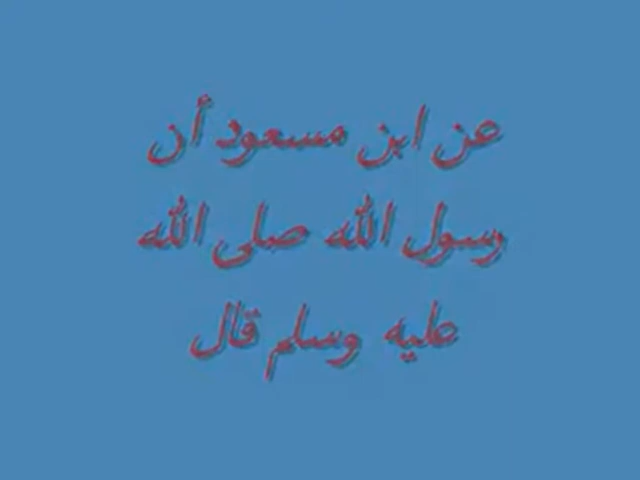 عن ابن مسعود أن
رسول الله صلى الله
عليه وسلم قال